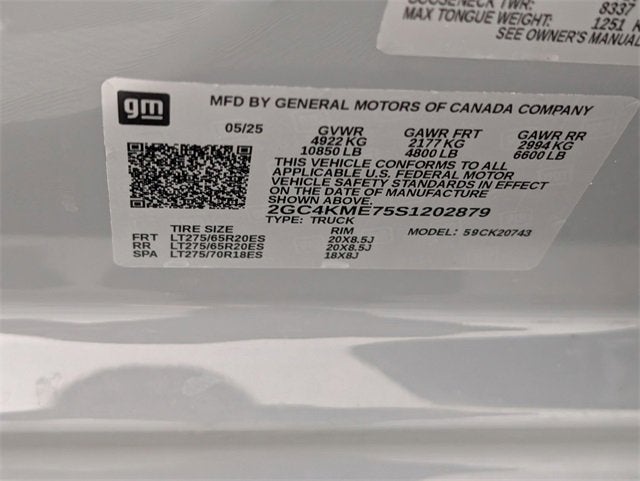 GOOSENECK TWR: 8337
MAX TONGUE WEIGHT: 1251 K
SEE OWNER'S MANUAL
gm
MFD BY GENERAL MOTORS OF CANADA COMPANY
05/25 GVWR GAWR FRT GAWR RR
4922 KG 2177 KG 2994 KG
10850 LB 4800 LB 6600 LB
THIS VEHICLE CONFORMS TO ALL
APPLICABLE U.S. FEDERAL MOTOR
VEHICLE SAFETY STANDARDS IN EFFECT
ON THE DATE OF MANUFACTURE
SHOWN ABOVE.
2GC4KME75S1202879
TYPE: TRUCK MODEL: 59CK20743
TIRE SIZE RIM
FRT LT275/65R20ES 20X8.5J
RR LT275/65R20ES 20X8.5J
SPA LT275/70R18ES 18X8J